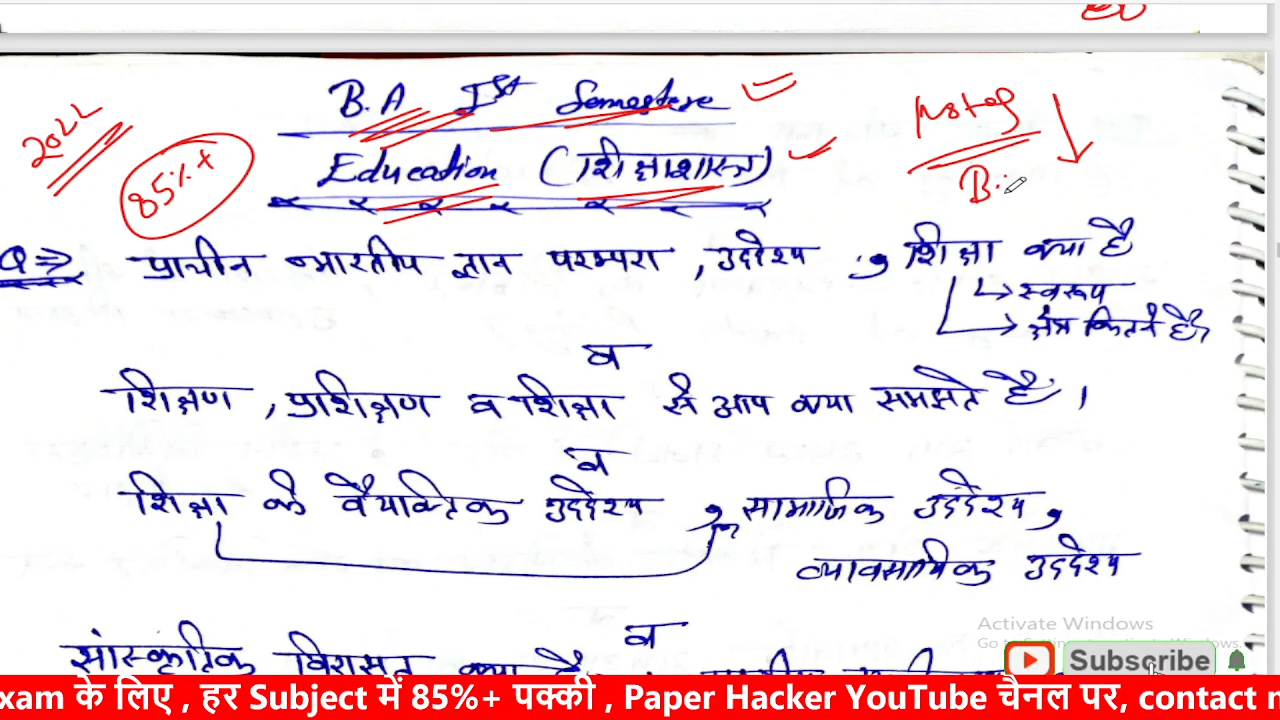 B.A Ist Semestere
2022
85%+
Education (शिक्षाशास्त्र)
Notes
B.
Q⇒ प्राचीन भारतीय ज्ञान परम्परा , उद्देश्य , शिक्षा क्या है
→ स्वरूप
→ क्षेत्र कितने है
व
शिक्षण , प्रशिक्षण व शिक्षा से आप क्या समझते है ।
व
शिक्षा के वैयक्तिक उद्देश्य , सामाजिक उद्देश्य ,
व्यावसायिक उद्देश्य
व
सांस्कृतिक विरासत क्या है
Activate Windows
Subscribe
xam के लिए , हर Subject में 85%+ पक्की , Paper Hacker YouTube चैनल पर, contact